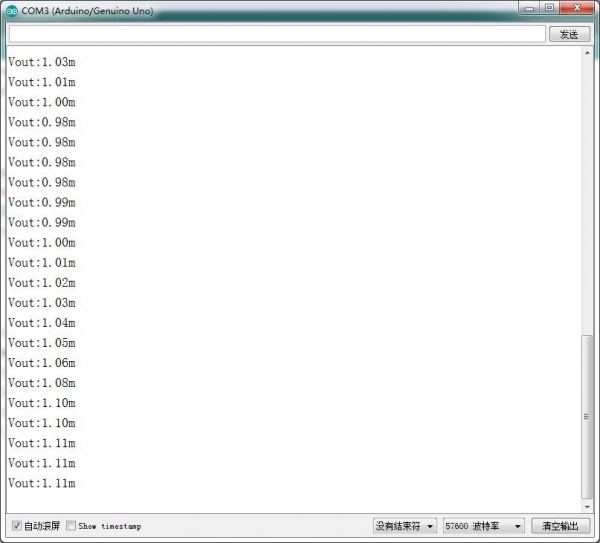 COM3 (Arduino/Genuino Uno)
发送
Vout:1.03m
Vout:1.01m
Vout:1.00m
Vout:0.98m
Vout:0.98m
Vout:0.98m
Vout:0.98m
Vout:0.99m
Vout:0.99m
Vout:1.00m
Vout:1.01m
Vout:1.02m
Vout:1.03m
Vout:1.04m
Vout:1.05m
Vout:1.06m
Vout:1.08m
Vout:1.10m
Vout:1.10m
Vout:1.11m
Vout:1.11m
Vout:1.11m
自动滚屏 Show timestamp 没有结束符 57600 波特率 清空输出